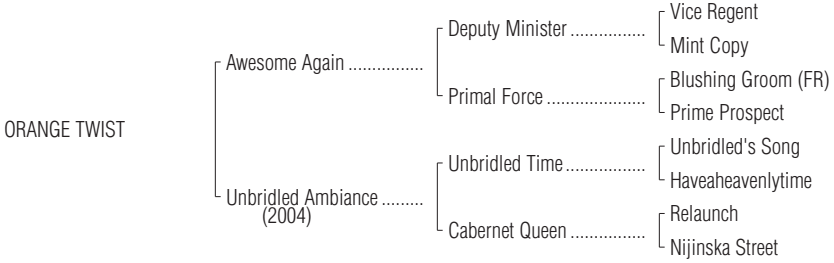 Vice Regent
Deputy Minister ................
Mint Copy
Awesome Again ................
Blushing Groom (FR)
Primal Force .....................
Prime Prospect
ORANGE TWIST
Unbridled's Song
Unbridled Time .................
Haveaheavenlytime
Unbridled Ambiance .........
(2004)
Relaunch
Cabernet Queen ................
Nijinska Street